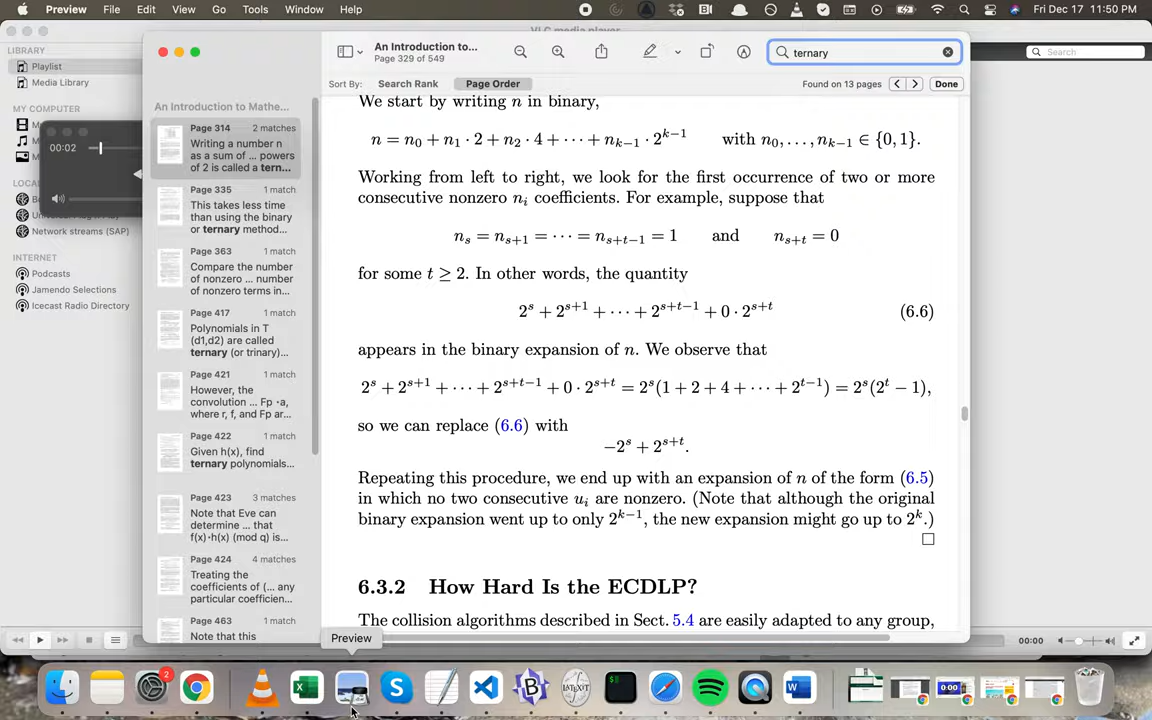 Preview File Edit View Go Tools Window Help Fri Dec 17 11:50 PM
LIBRARY
Playlist
Media Library
MY COMPUTER
00:02
INTERNET
Network streams (SAP)
Podcasts
Jamendo Selections
Icecast Radio Directory
An Introduction to...
Page 329 of 549
ternary
Search
Sort By: Search Rank Page Order Found on 13 pages Done
An Introduction to Mathe...
Page 314 2 matches
Writing a number n
as a sum of ... powers
of 2 is called a tern...
Page 335 1 match
This takes less time
than using the binary
or ternary method...
Page 363 1 match
Compare the number
of nonzero ... number
of nonzero terms in...
Page 417 1 match
Polynomials in T
(d1,d2) are called
ternary (or trinary)...
Page 421 1 match
However, the
convolution ... Fp ⋆a,
where r, f, and Fp ar...
Page 422 1 match
Given h(x), find
ternary polynomials...
Page 423 3 matches
Note that Eve can
determine ... that
f(x)⋆h(x) (mod q) is...
Page 424 4 matches
Treating the
coefficients of (... any
particular coefficien...
Page 463 1 match
Note that this
We start by writing n in binary,
n = n₀ + n₁ · 2 + n₂ · 4 + ··· + nₖ₋₁ · 2ᵏ⁻¹ with n₀, . . . , nₖ₋₁ ∈ {0, 1}.
Working from left to right, we look for the first occurrence of two or more
consecutive nonzero nᵢ coefficients. For example, suppose that
nₛ = nₛ₊₁ = ··· = nₛ₊ₜ₋₁ = 1 and nₛ₊ₜ = 0
for some t ≥ 2. In other words, the quantity
2ˢ + 2ˢ⁺¹ + ··· + 2ˢ⁺ᵗ⁻¹ + 0 · 2ˢ⁺ᵗ (6.6)
appears in the binary expansion of n. We observe that
2ˢ + 2ˢ⁺¹ + ··· + 2ˢ⁺ᵗ⁻¹ + 0 · 2ˢ⁺ᵗ = 2ˢ(1 + 2 + 4 + ··· + 2ᵗ⁻¹) = 2ˢ(2ᵗ − 1),
so we can replace (6.6) with
−2ˢ + 2ˢ⁺ᵗ.
Repeating this procedure, we end up with an expansion of n of the form (6.5)
in which no two consecutive uᵢ are nonzero. (Note that although the original
binary expansion went up to only 2ᵏ⁻¹, the new expansion might go up to 2ᵏ.)
6.3.2 How Hard Is the ECDLP?
The collision algorithms described in Sect. 5.4 are easily adapted to any group,
00:00
Preview
2
0:00